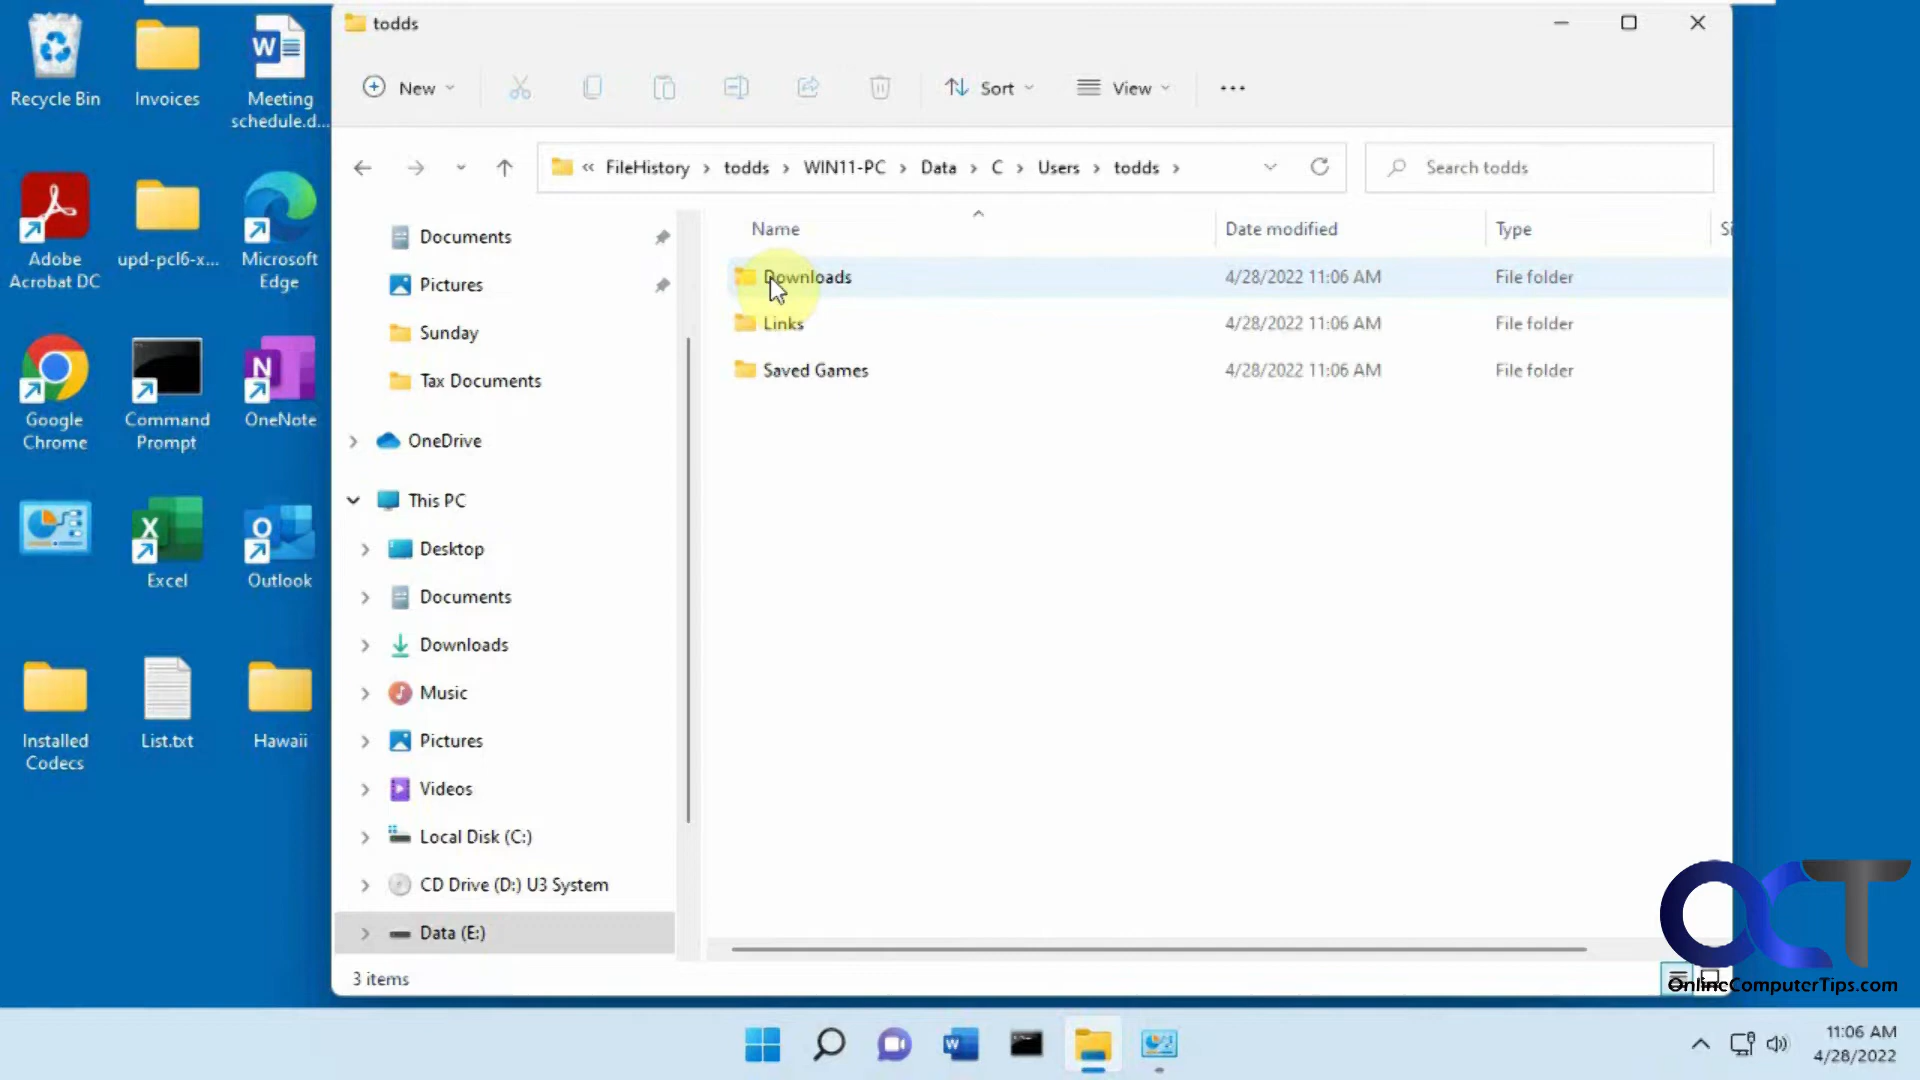 todds
New
Sort
View
« FileHistory > todds > WIN11-PC > Data > C > Users > todds >
Search todds
Name
Date modified
Type
Si
Downloads 4/28/2022 11:06 AM File folder
Links 4/28/2022 11:06 AM File folder
Saved Games 4/28/2022 11:06 AM File folder
Documents
Pictures
Sunday
Tax Documents
OneDrive
This PC
Desktop
Documents
Downloads
Music
Pictures
Videos
Local Disk (C:)
CD Drive (D:) U3 System
Data (E:)
3 items
Recycle Bin
Invoices
Meeting
schedule.d...
Adobe
Acrobat DC
upd-pcl6-x...
Microsoft
Edge
Google
Chrome
Command
Prompt
OneNote
Excel
Outlook
Installed
Codecs
List.txt
Hawaii
OCT
OnlineComputerTips.com
11:06 AM
4/28/2022